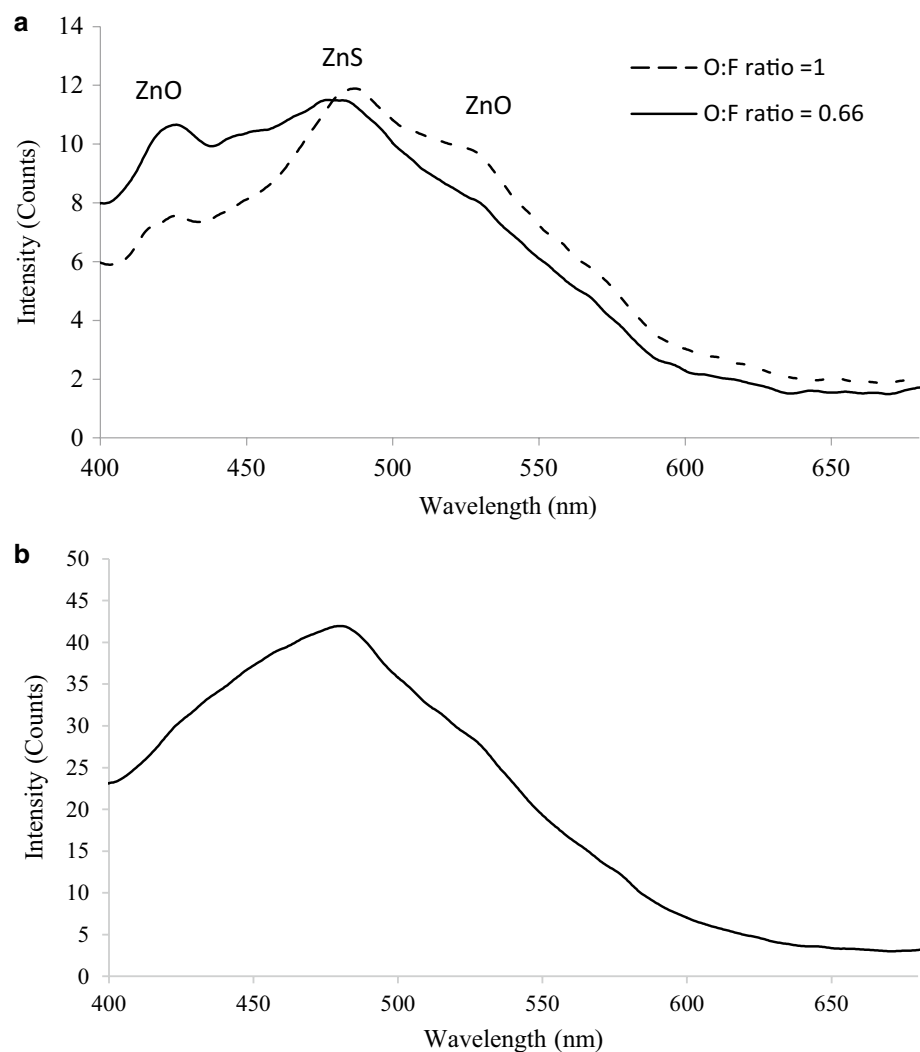 a
14
12
10
8
6
4
2
0
Intensity (Counts)
ZnO
ZnS
ZnO
O:F ratio =1
O:F ratio = 0.66
400 450 500 550 600 650
Wavelength (nm)
b
50
45
40
35
30
25
20
15
10
5
0
Intensity (Counts)
400 450 500 550 600 650
Wavelength (nm)